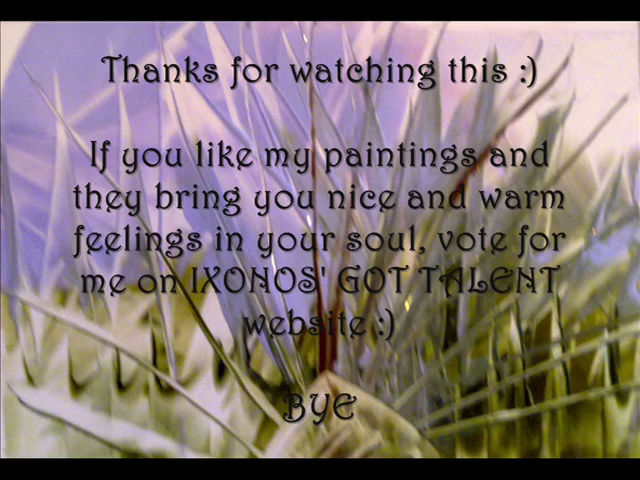 Thanks for watching this :)
If you like my paintings and
they bring you nice and warm
feelings in your soul, vote for
me on IXONOS' GOT TALENT
website :)
BYE